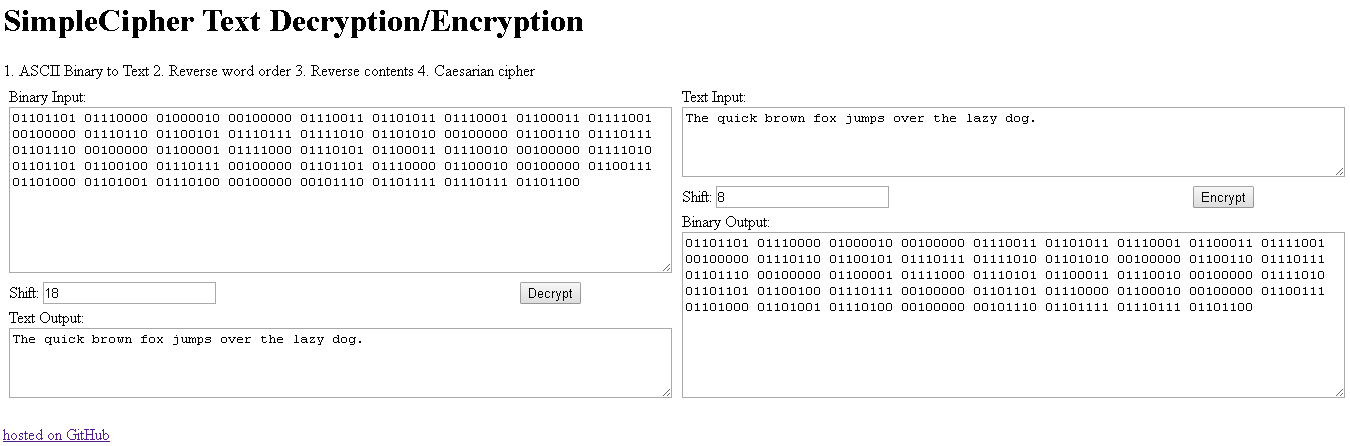 SimpleCipher Text Decryption/Encryption
1. ASCII Binary to Text 2. Reverse word order 3. Reverse contents 4. Caesarian cipher
Binary Input:
01101101 01110000 01000010 00100000 01110011 01101011 01110001 01100011 01111001
00100000 01110110 01100101 01110111 01111010 01101010 00100000 01100110 01110111
01101110 00100000 01100001 01111000 01110101 01100011 01110010 00100000 01111010
01101101 01100100 01110111 00100000 01101101 01110000 01100010 00100000 01100111
01101000 01101001 01110100 00100000 00101110 01101111 01110111 01101100
Shift: 18
Decrypt
Text Output:
The quick brown fox jumps over the lazy dog.
Text Input:
The quick brown fox jumps over the lazy dog.
Shift: 8
Encrypt
Binary Output:
01101101 01110000 01000010 00100000 01110011 01101011 01110001 01100011 01111001
00100000 01110110 01100101 01110111 01111010 01101010 00100000 01100110 01110111
01101110 00100000 01100001 01111000 01110101 01100011 01110010 00100000 01111010
01101101 01100100 01110111 00100000 01101101 01110000 01100010 00100000 01100111
01101000 01101001 01110100 00100000 00101110 01101111 01110111 01101100
hosted on GitHub